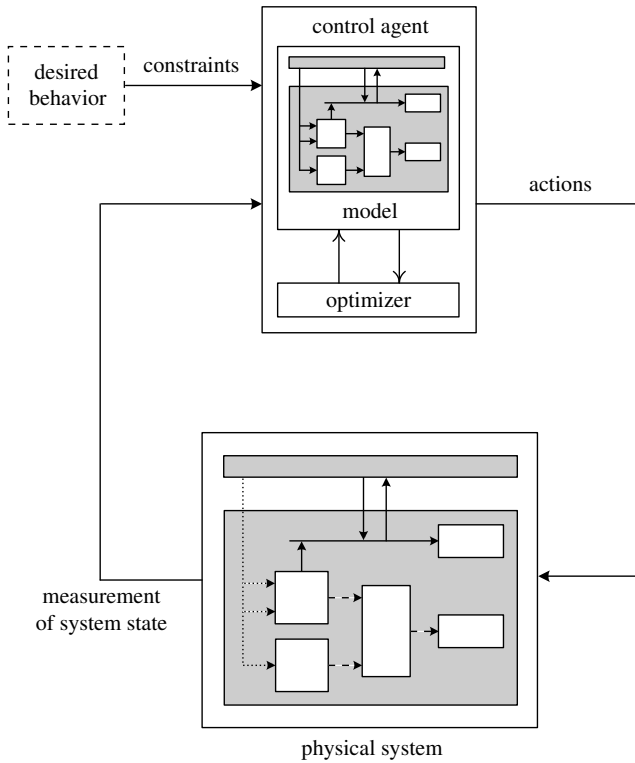 control agent
desired
behavior
constraints
model
actions
optimizer
measurement
of system state
physical system